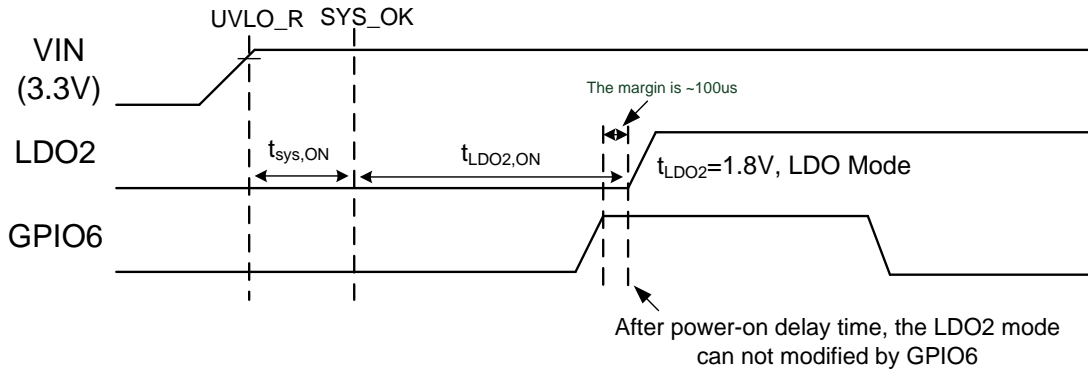 UVLO_R SYS_OK
VIN
(3.3V)
The margin is ~100us
LDO2
tsys,ON
tLDO2,ON
tLDO2=1.8V, LDO Mode
GPIO6
After power-on delay time, the LDO2 mode
can not modified by GPIO6